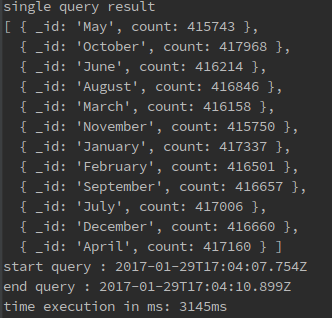 single query result
[ { _id: 'May', count: 415743 },
  { _id: 'October', count: 417968 },
  { _id: 'June', count: 416214 },
  { _id: 'August', count: 416846 },
  { _id: 'March', count: 416158 },
  { _id: 'November', count: 415750 },
  { _id: 'January', count: 417337 },
  { _id: 'February', count: 416501 },
  { _id: 'September', count: 416657 },
  { _id: 'July', count: 417006 },
  { _id: 'December', count: 416660 },
  { _id: 'April', count: 417160 } ]
start query : 2017-01-29T17:04:07.754Z
end query : 2017-01-29T17:04:10.899Z
time execution in ms: 3145ms